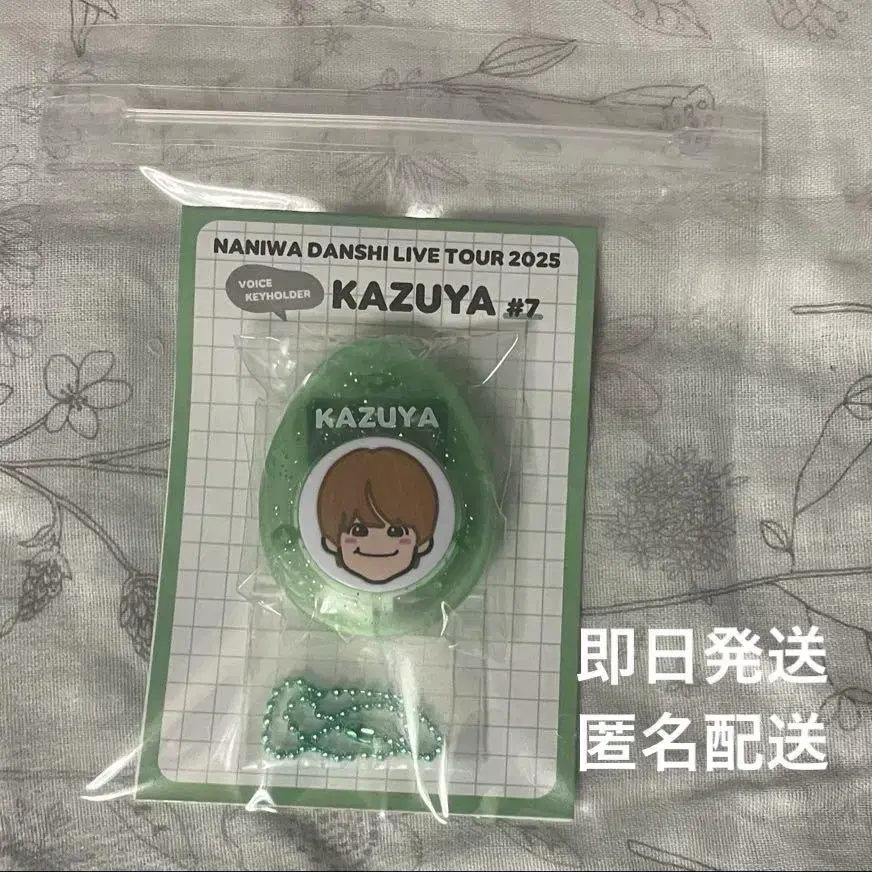 NANIWA DANSHI LIVE TOUR 2025
VOICE
KEYHOLDER
KAZUYA #7
KAZUYA
即日発送
匿名配送